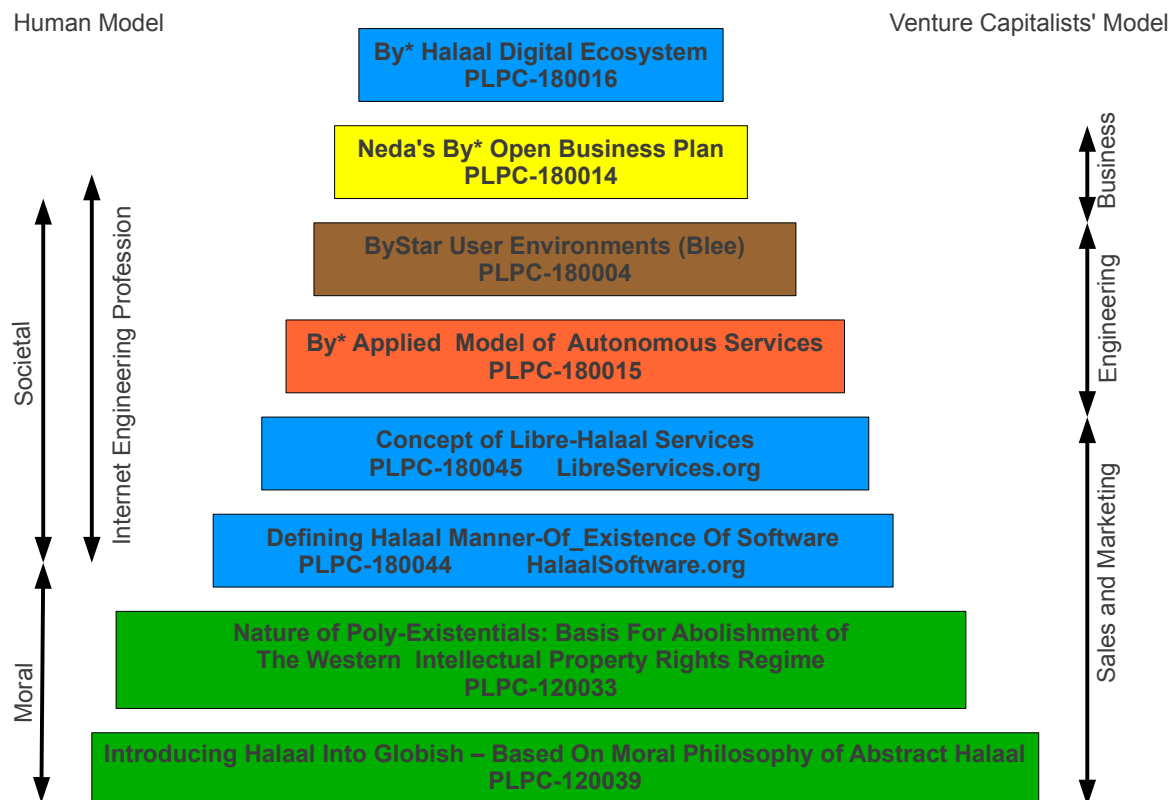 Human Model
Venture Capitalists' Model
By* Halaal Digital Ecosystem
PLPC-180016
Neda's By* Open Business Plan
PLPC-180014
ByStar User Environments (Blee)
PLPC-180004
By* Applied Model of Autonomous Services
PLPC-180015
Concept of Libre-Halaal Services
PLPC-180045 LibreServices.org
Defining Halaal Manner-Of_Existence Of Software
PLPC-180044 HalaalSoftware.org
Nature of Poly-Existentials: Basis For Abolishment of
The Western Intellectual Property Rights Regime
PLPC-120033
Introducing Halaal Into Globish – Based On Moral Philosophy of Abstract Halaal
PLPC-120039
Societal
Moral
Internet Engineering Profession
Business
Engineering
Sales and Marketing